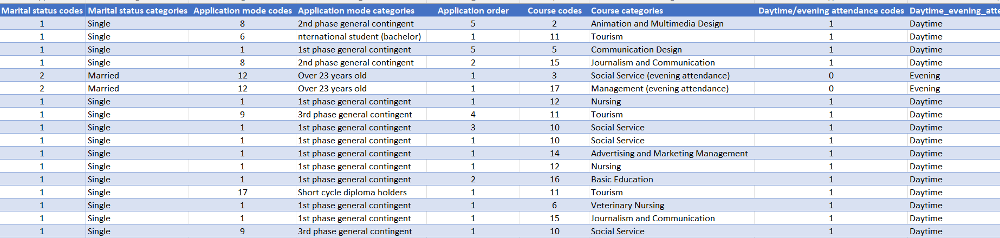 Marital status codes Marital status categories Application mode codes Application mode categories Application order Course codes Course categories Daytime/evening attendance codes Daytime_evening_atte
1 Single 8 2nd phase general contingent 5 2 Animation and Multimedia Design 1 Daytime
1 Single 6 nternational student (bachelor) 1 11 Tourism 1 Daytime
1 Single 1 1st phase general contingent 5 5 Communication Design 1 Daytime
1 Single 8 2nd phase general contingent 2 15 Journalism and Communication 1 Daytime
2 Married 12 Over 23 years old 1 3 Social Service (evening attendance) 0 Evening
2 Married 12 Over 23 years old 1 17 Management (evening attendance) 0 Evening
1 Single 1 1st phase general contingent 1 12 Nursing 1 Daytime
1 Single 9 3rd phase general contingent 4 11 Tourism 1 Daytime
1 Single 1 1st phase general contingent 3 10 Social Service 1 Daytime
1 Single 1 1st phase general contingent 1 10 Social Service 1 Daytime
1 Single 1 1st phase general contingent 1 14 Advertising and Marketing Management 1 Daytime
1 Single 1 1st phase general contingent 1 12 Nursing 1 Daytime
1 Single 1 1st phase general contingent 2 16 Basic Education 1 Daytime
1 Single 17 Short cycle diploma holders 1 11 Tourism 1 Daytime
1 Single 1 1st phase general contingent 1 6 Veterinary Nursing 1 Daytime
1 Single 1 1st phase general contingent 1 15 Journalism and Communication 1 Daytime
1 Single 9 3rd phase general contingent 1 10 Social Service 1 Daytime